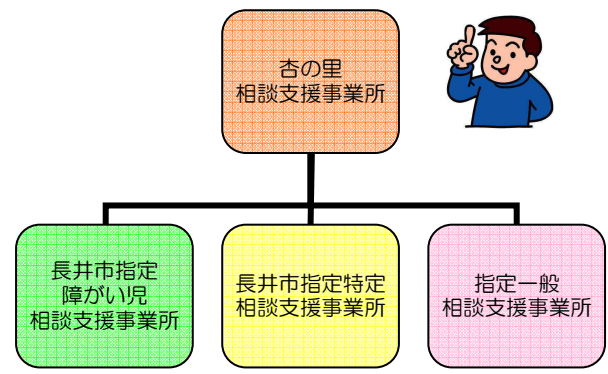 杏の里
相談支援事業所
長井市指定
障がい児
相談支援事業所
長井市指定特定
相談支援事業所
指定一般
相談支援事業所